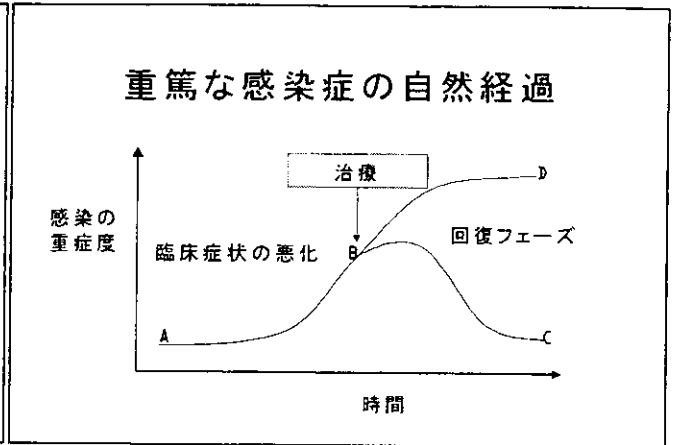 重篤な感染症の自然経過
治療
D
感染の
重症度
臨床症状の悪化
B
回復フェーズ
A
C
時間